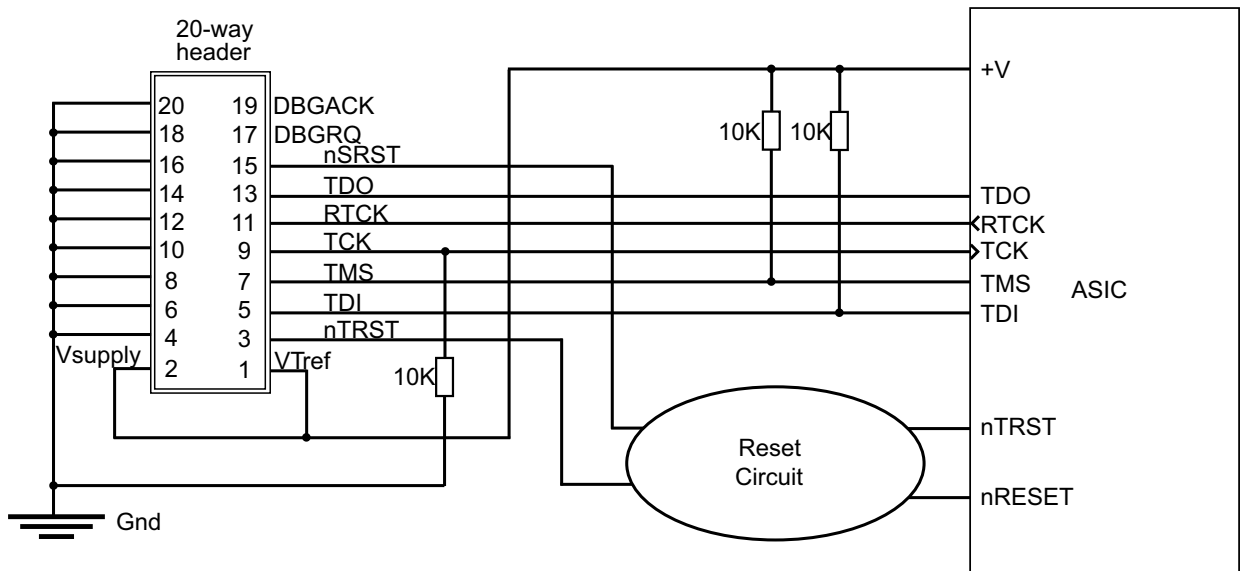 20-way
header
+V
20 19 DBGACK
18 17 DBGRQ
10K 10K
16 15 nSRST
14 13 TDO
TDO
12 11 RTCK
RTCK
10 9 TCK
TCK
8 7 TMS
TMS
ASIC
6 5 TDI
TDI
4 3 nTRST
Vsupply 2 1 VTref
10K
nTRST
Reset
Circuit
nRESET
Gnd